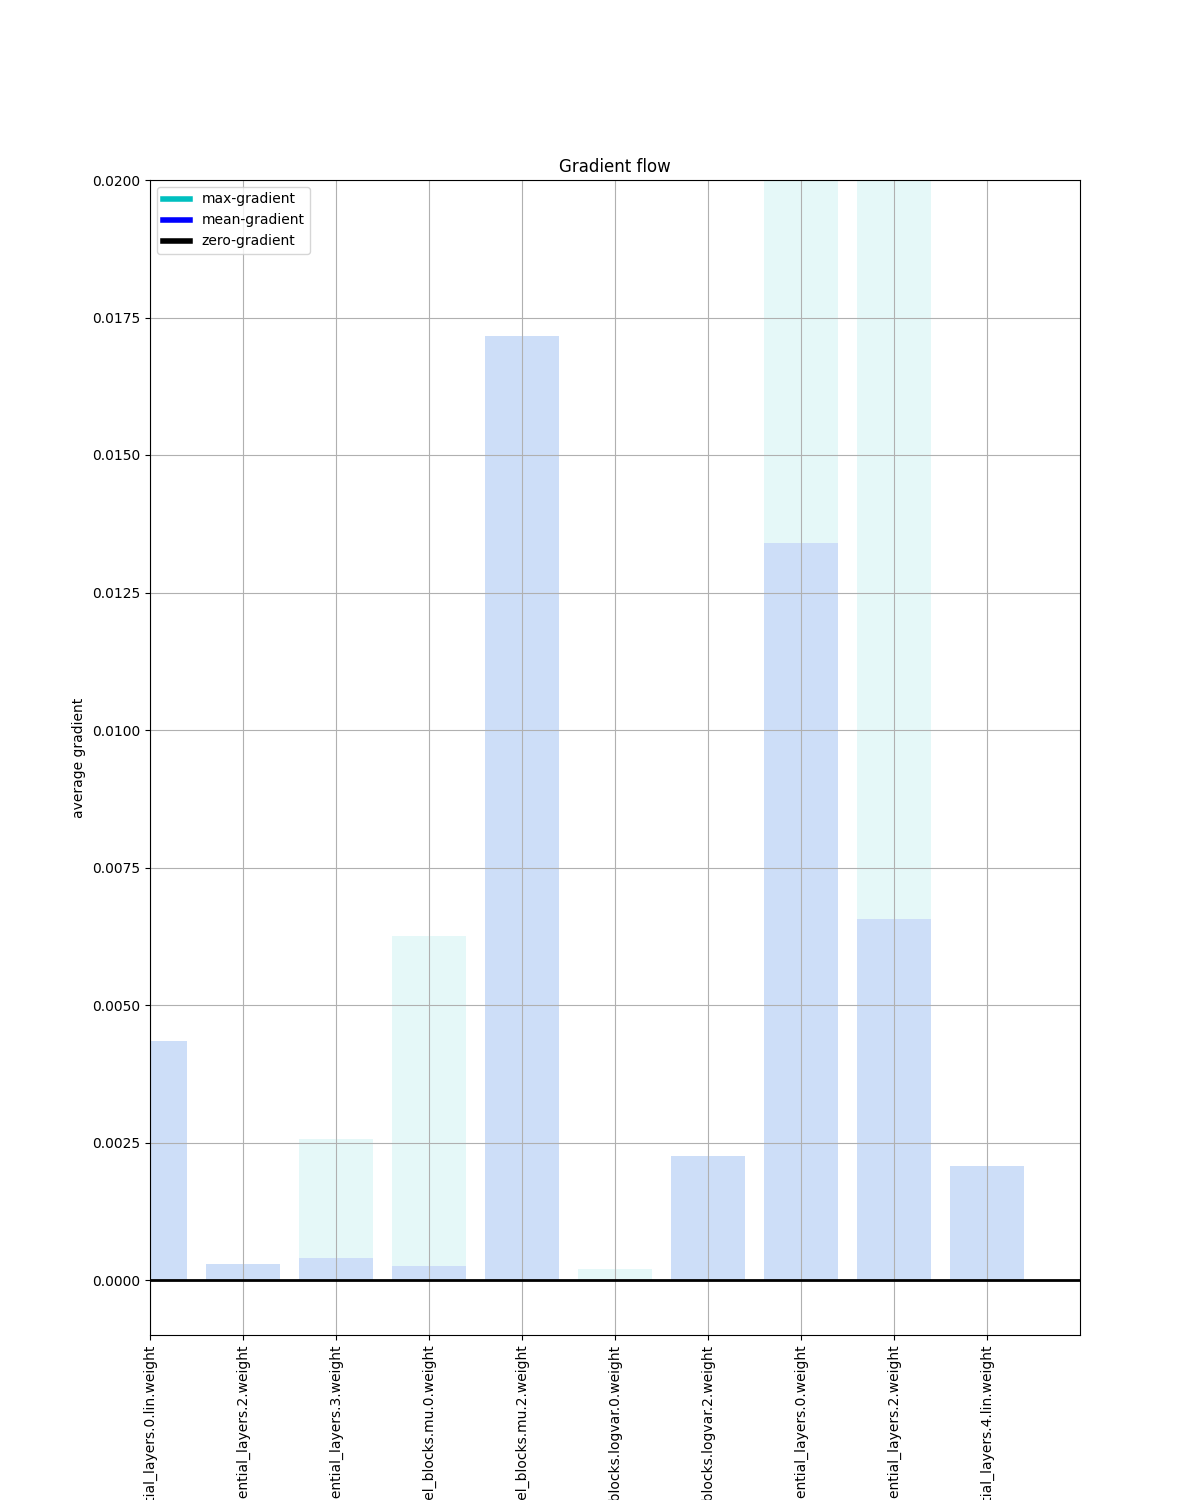 Gradient flow
max-gradient
mean-gradient
zero-gradient
average gradient
0.0200
0.0175
0.0150
0.0125
0.0100
0.0075
0.0050
0.0025
0.0000
tial_layers.0.lin.weight
ential_layers.2.weight
ential_layers.3.weight
el_blocks.mu.0.weight
el_blocks.mu.2.weight
blocks.logvar.0.weight
blocks.logvar.2.weight
ential_layers.0.weight
ential_layers.2.weight
tial_layers.4.lin.weight